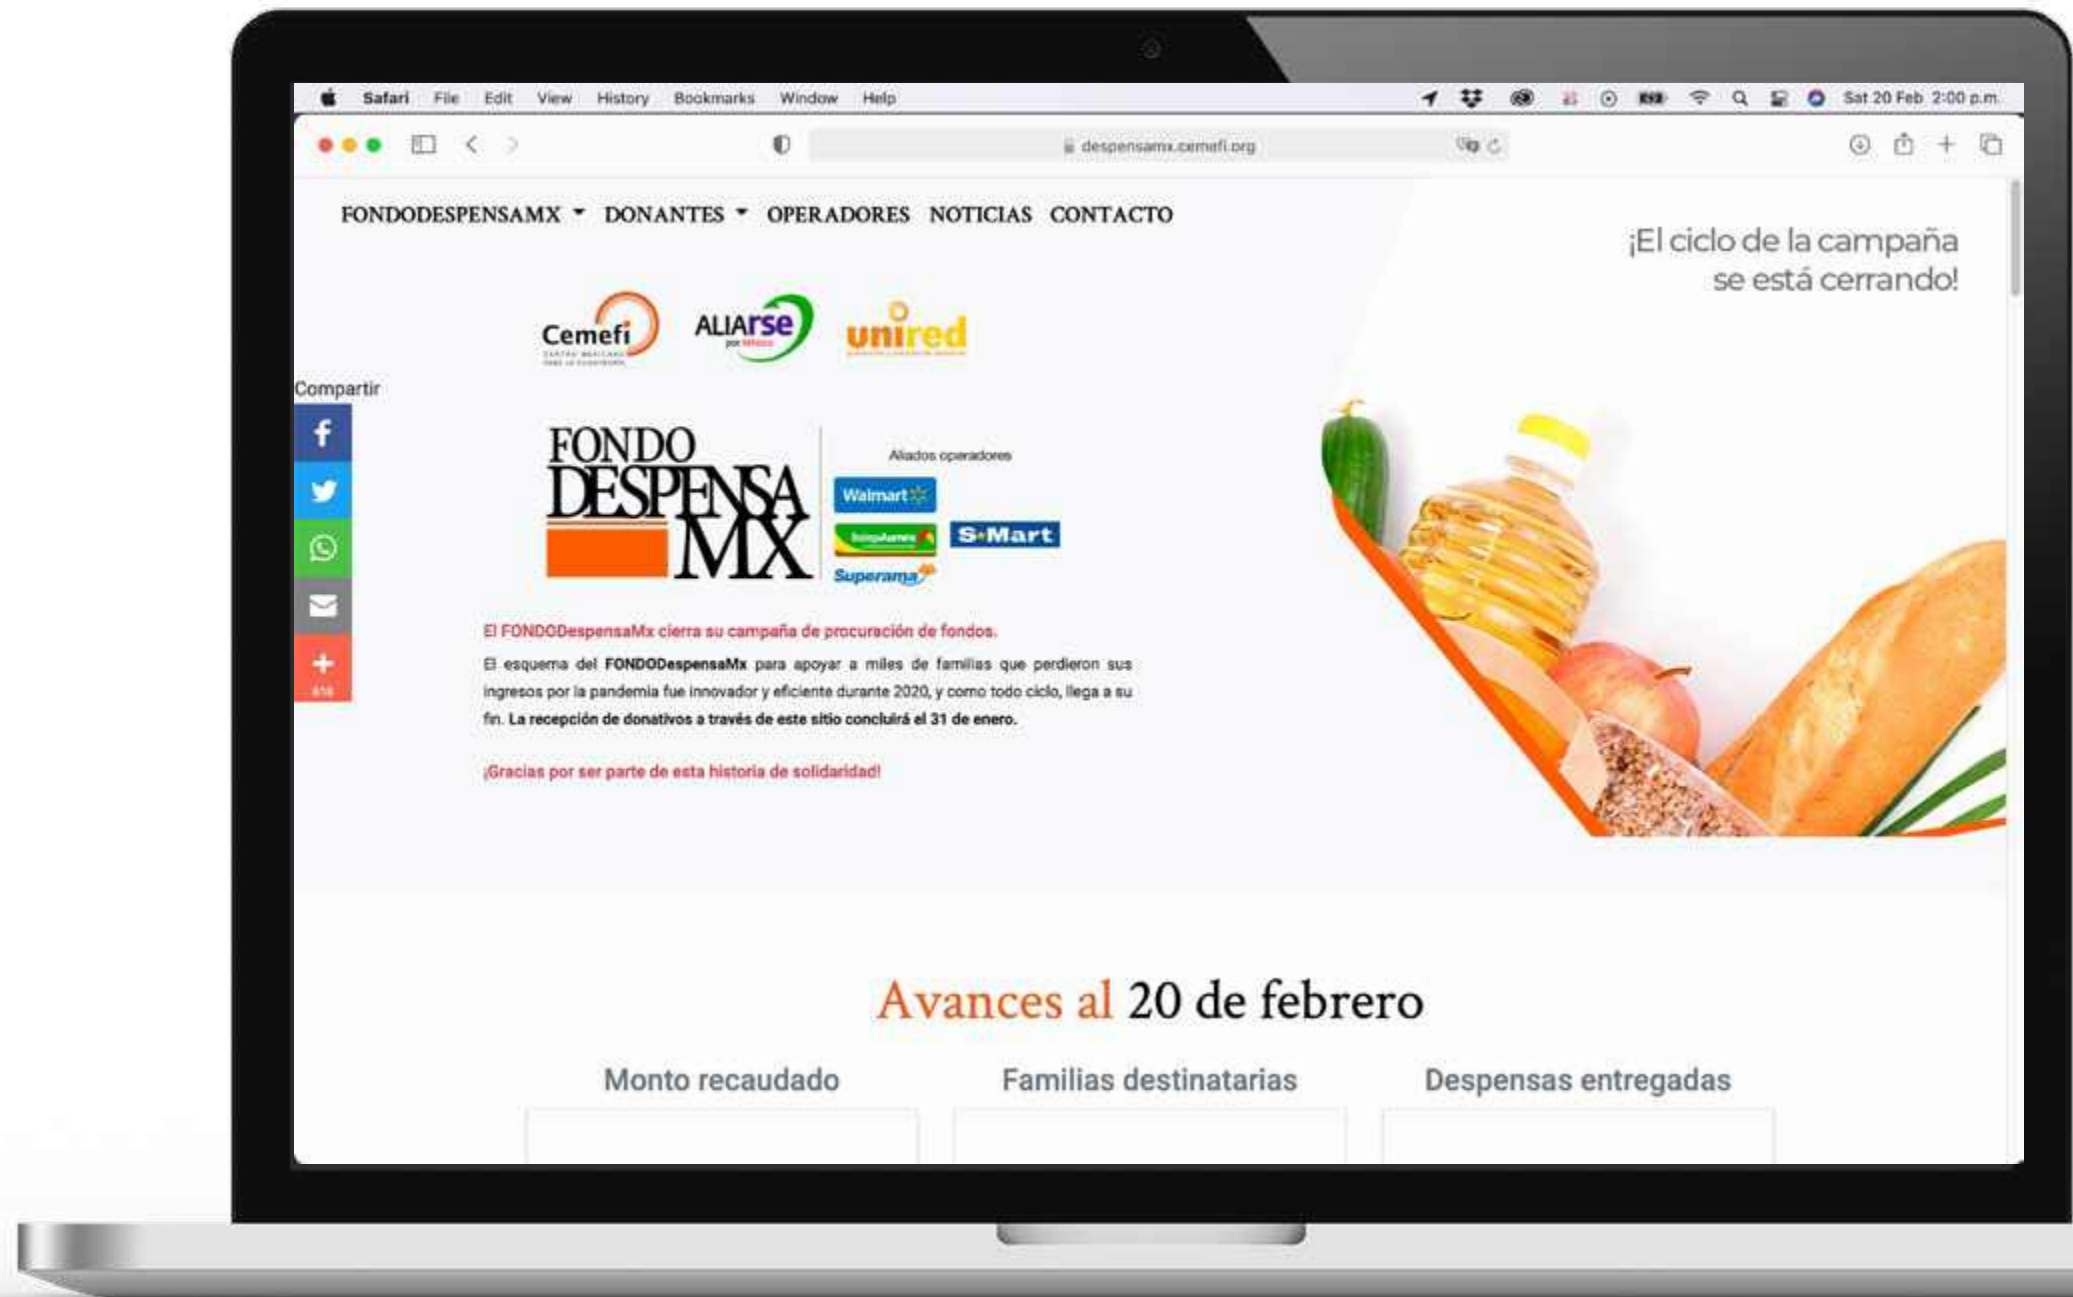 Safari File Edit View History Bookmarks Window Help
Sat 20 Feb 2:00 p.m.
despensamx.cemefi.org
FONDODESPENSAMX DONANTES OPERADORES NOTICIAS CONTACTO
¡El ciclo de la campaña
se está cerrando!
Cemefi
ALIARSE
por México
unired
Compartir
FONDO
DESPENSA
MX
Aliados operadores
Walmart
S-Mart
Superama
El FONDODespensaMx cierra su campaña de procuración de fondos.
El esquema del FONDODespensaMx para apoyar a miles de familias que perdieron sus
ingresos por la pandemia fue innovador y eficiente durante 2020, y como todo ciclo, llega a su
fin. La recepción de donativos a través de este sitio concluirá el 31 de enero.
¡Gracias por ser parte de esta historia de solidaridad!
Avances al 20 de febrero
Monto recaudado
Familias destinatarias
Despensas entregadas